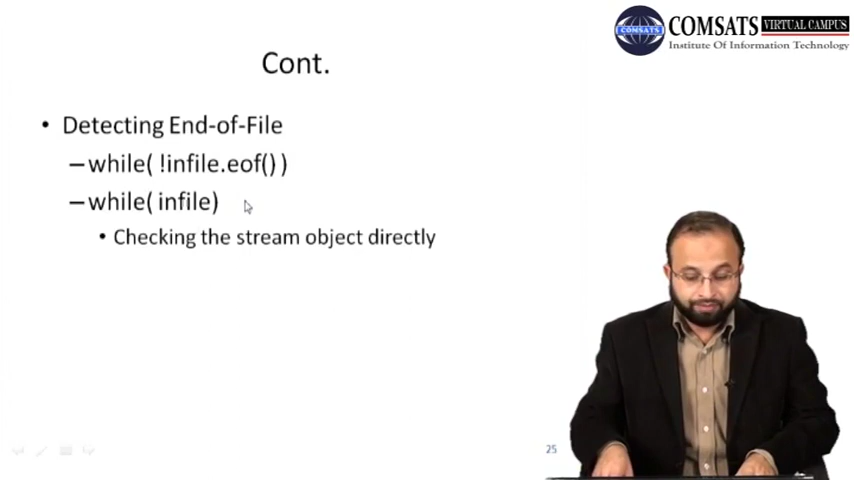 COMSATS VIRTUAL CAMPUS
Institute Of Information Technology
COMSATS
Cont.
• Detecting End-of-File
–while( !infile.eof() )
–while( infile)
• Checking the stream object directly
25